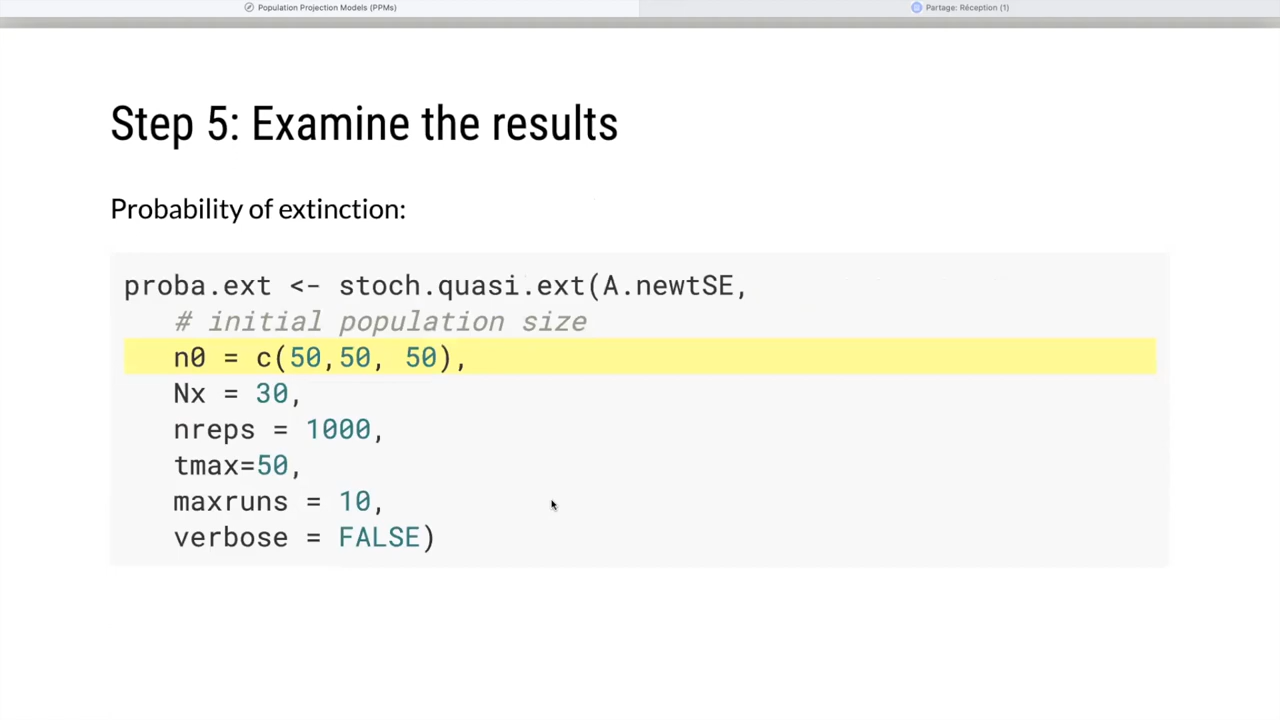 Population Projection Models (PPMs)
Partage: Réception (1)
Step 5: Examine the results
Probability of extinction:
proba.ext <- stoch.quasi.ext(A.newtSE,
# initial population size
n0 = c(50,50, 50),
Nx = 30,
nreps = 1000,
tmax=50,
maxruns = 10,
verbose = FALSE)